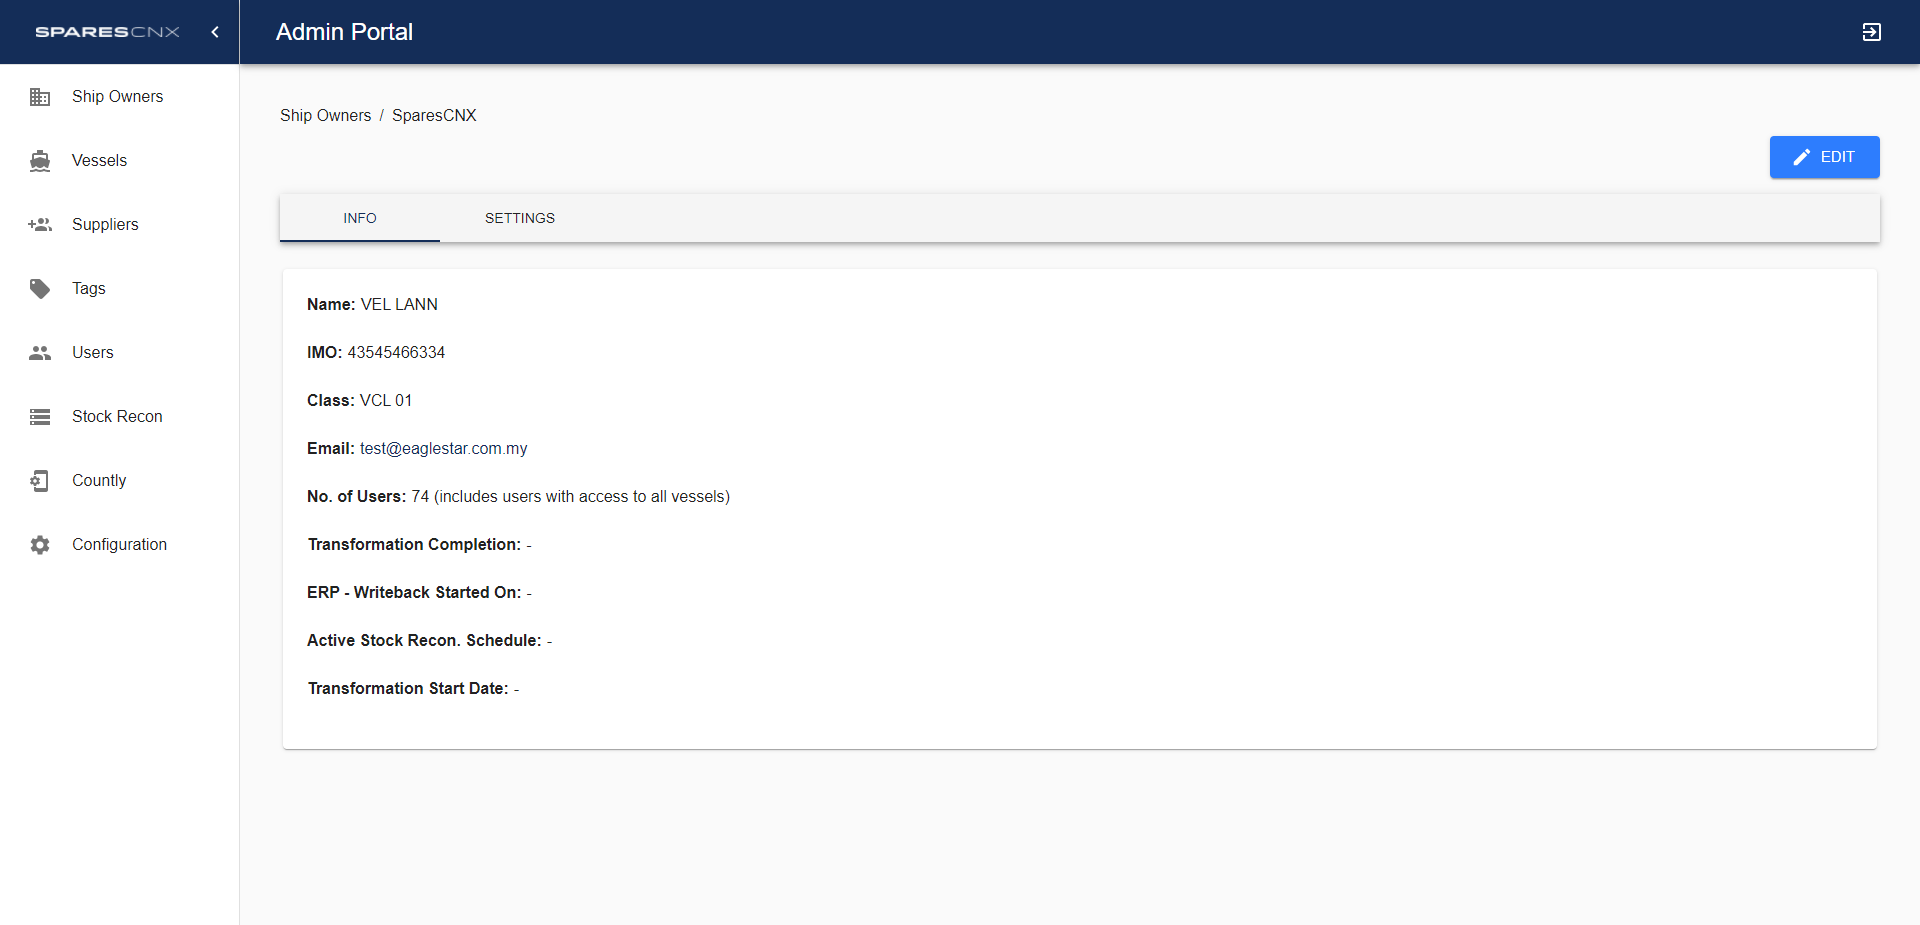 SPARESCNX
Admin Portal
Ship Owners
Vessels
Suppliers
Tags
Users
Stock Recon
Countly
Configuration
Ship Owners / SparesCNX
EDIT
INFO SETTINGS
Name: VEL LANN
IMO: 43545466334
Class: VCL 01
Email: test@eaglestar.com.my
No. of Users: 74 (includes users with access to all vessels)
Transformation Completion: -
ERP - Writeback Started On: -
Active Stock Recon. Schedule: -
Transformation Start Date: -